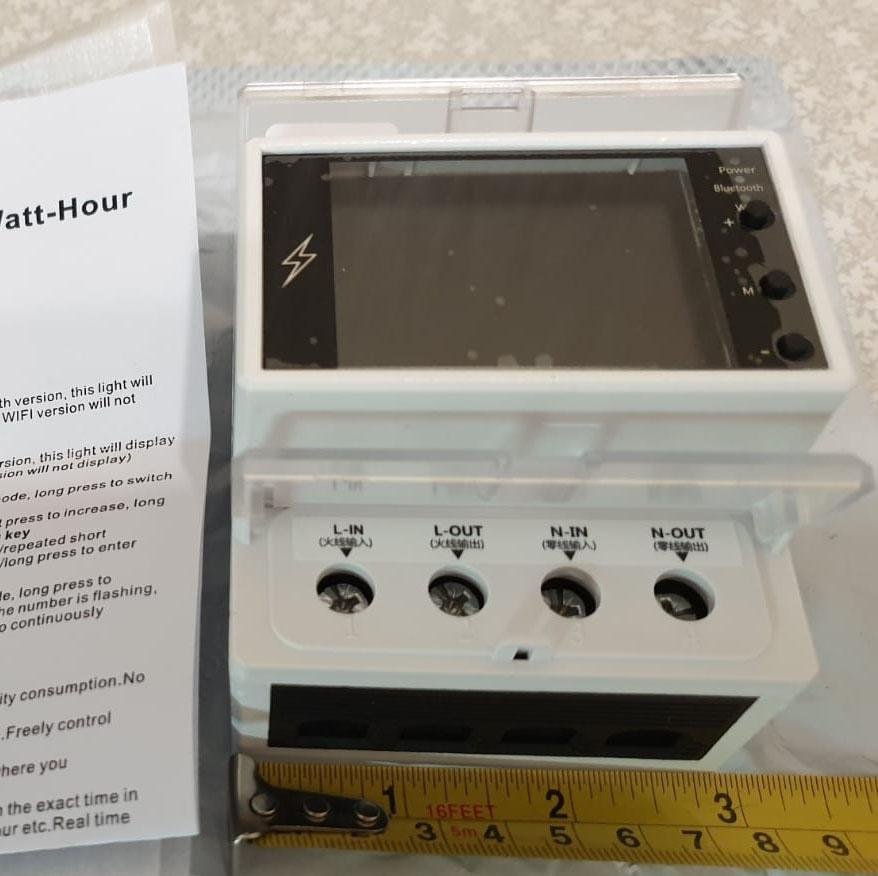 att-Hour
th version, this light will
WIFI version will not
rsion, this light will display
sion will not display)
ode, long press to switch
press to increase, long
key
/repeated short
/long press to enter
de, long press to
he number is flashing,
o continuously
ity consumption.No
.Freely control
here you
n the exact time in
our etc.Real time
Power
Bluetooth
W
+
M
-
L-IN
(火线输入)
L-OUT
(火线输出)
N-IN
(零线输入)
N-OUT
(零线输出)
1 2 3
16FEET
3 5m 4 5 6 7 8 9